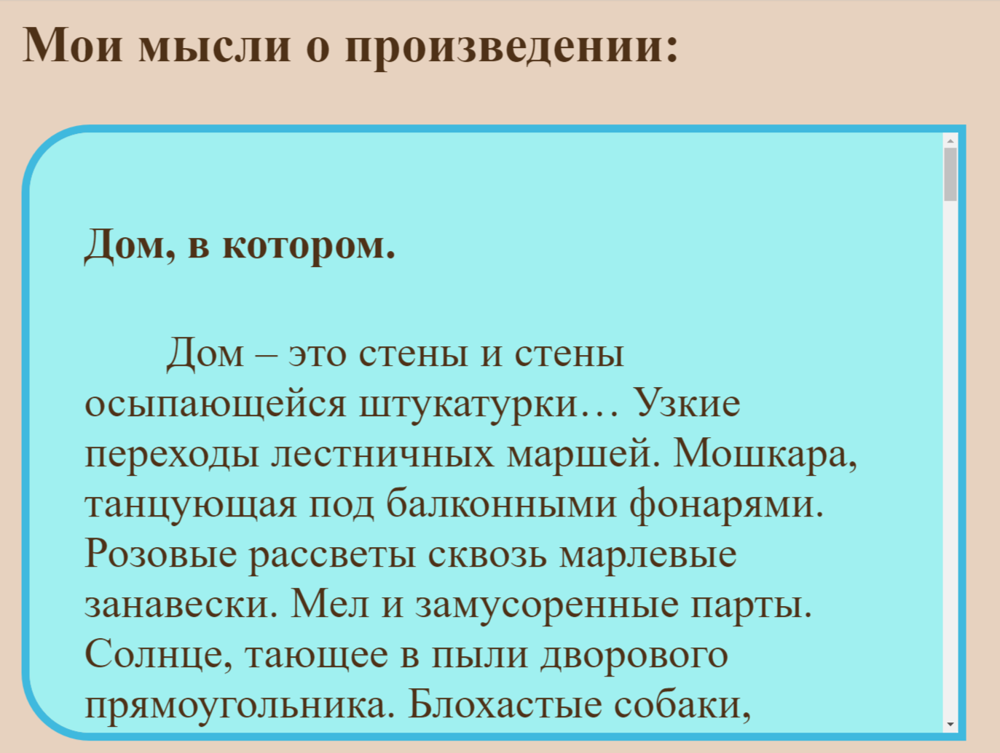 Мои мысли о произведении:
Дом, в котором.
Дом – это стены и стены
осыпающейся штукатурки… Узкие
переходы лестничных маршей. Мошкара,
танцующая под балконными фонарями.
Розовые рассветы сквозь марлевые
занавески. Мел и замусоренные парты.
Солнце, тающее в пыли дворового
прямоугольника. Блохастые собаки,